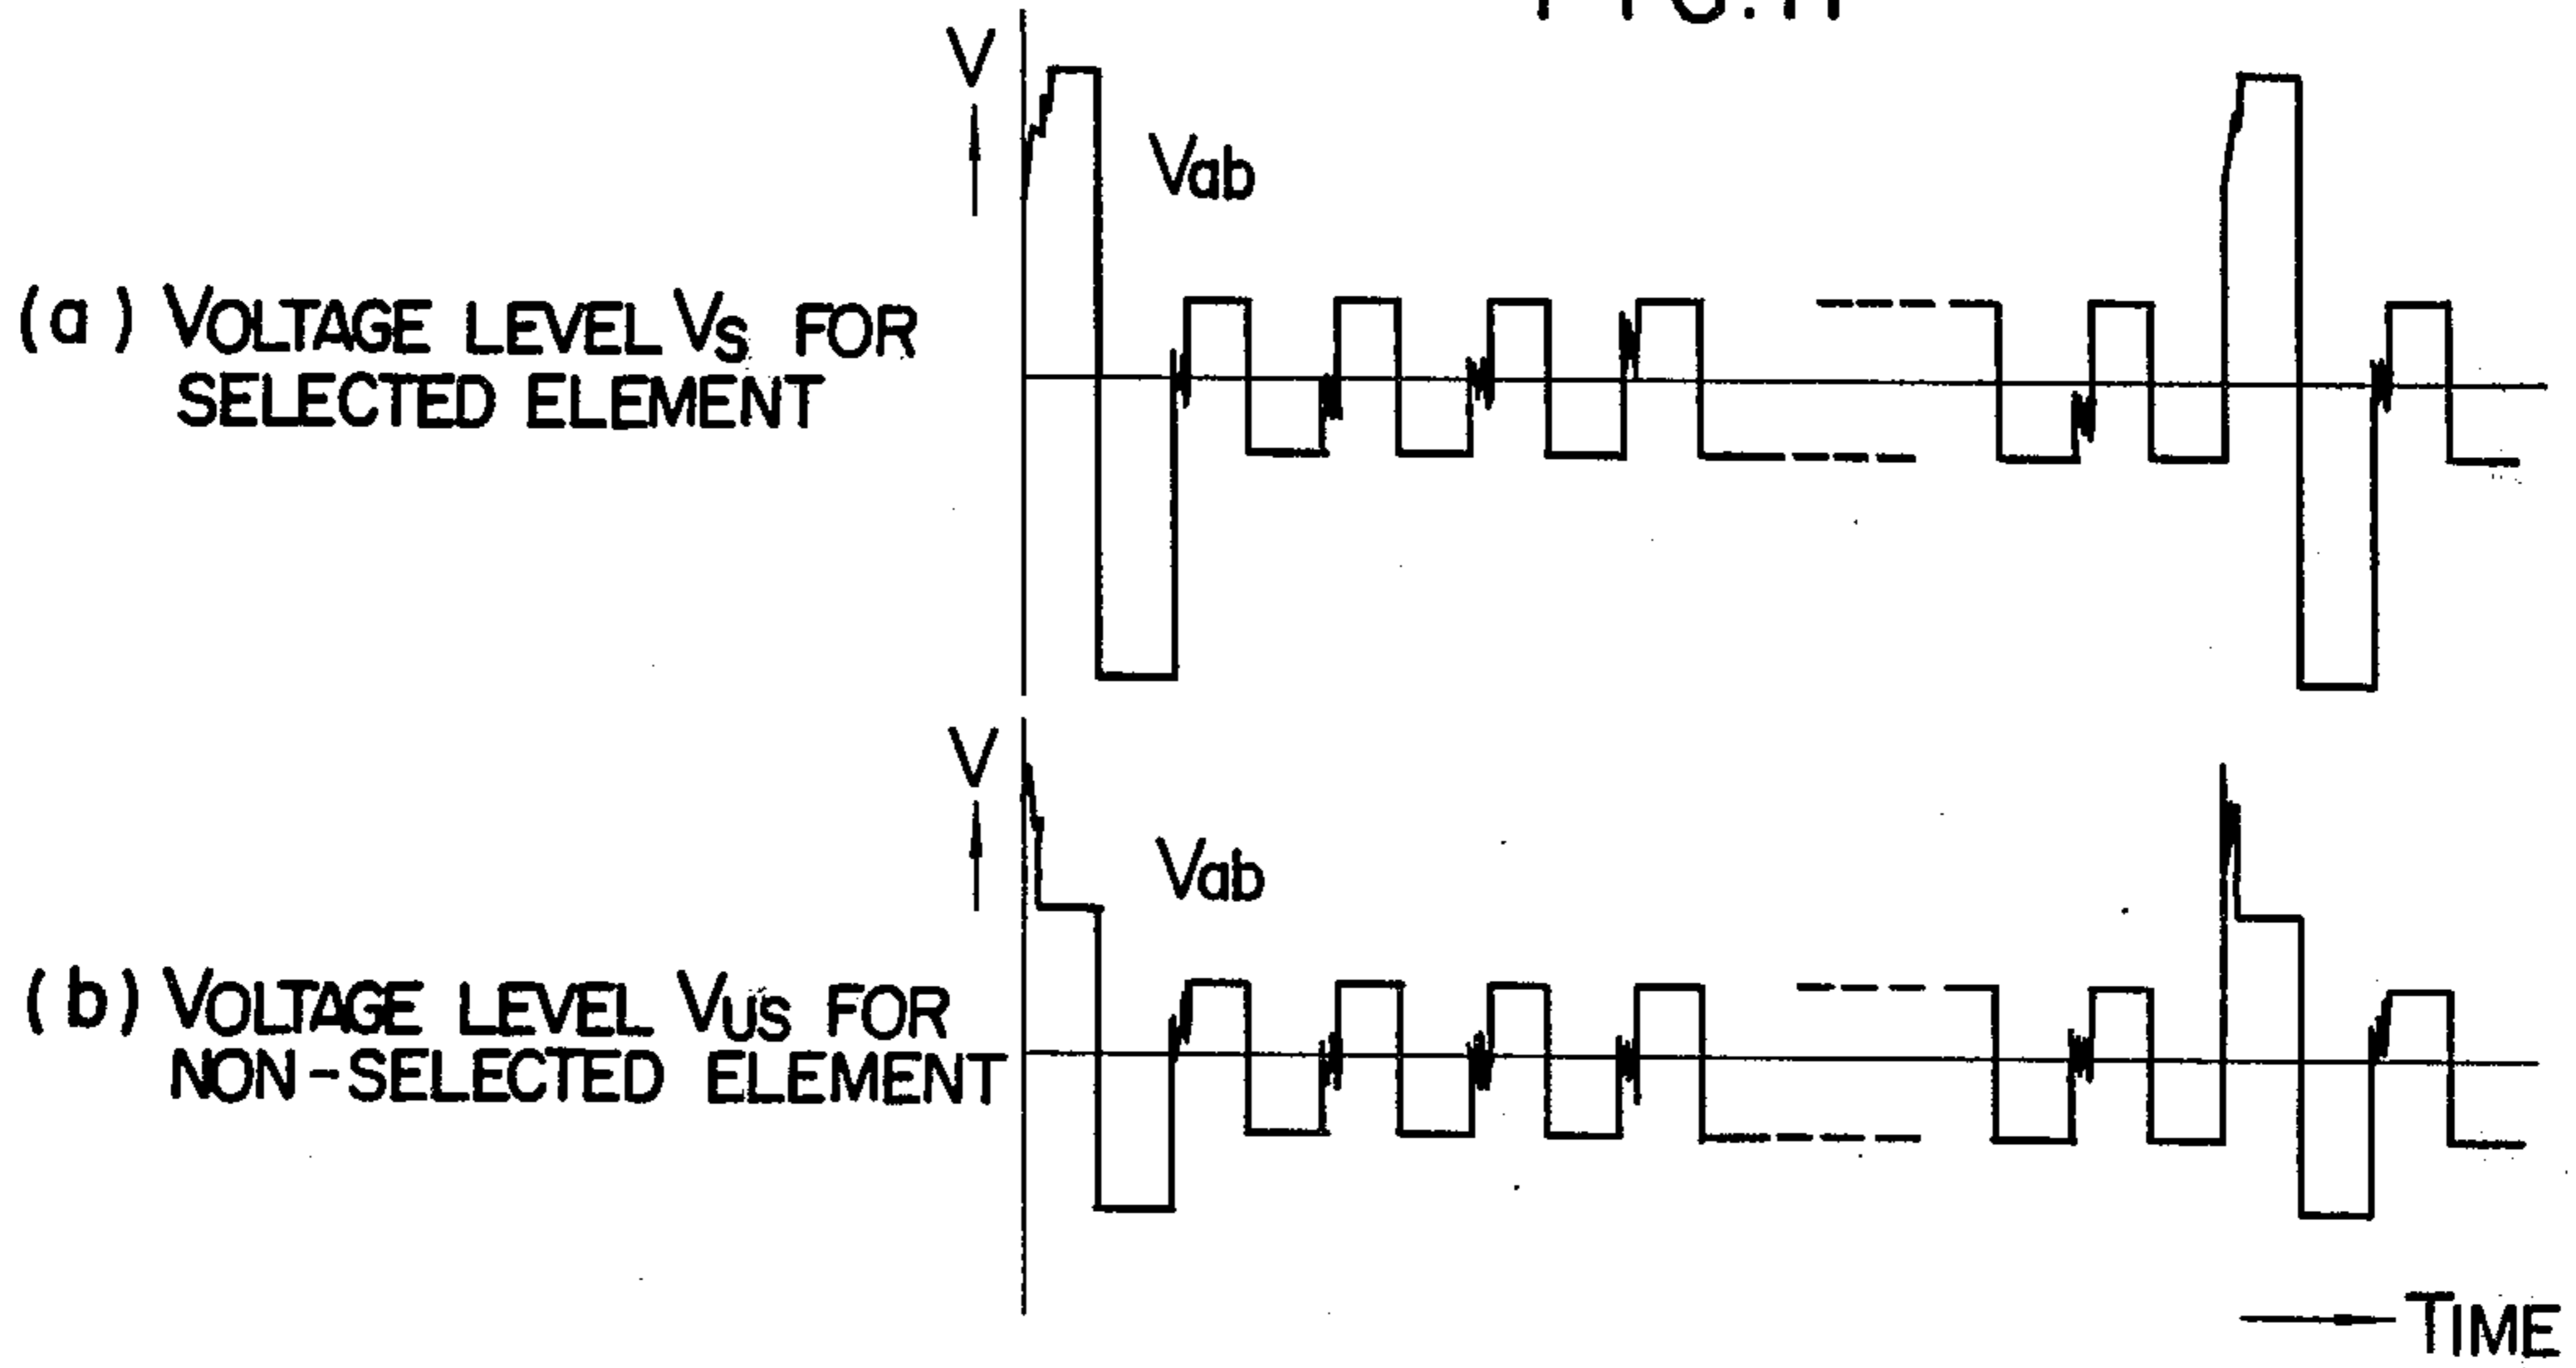 V
Vab
(a) VOLTAGE LEVEL VS FOR
SELECTED ELEMENT
V
Vab
(b) VOLTAGE LEVEL VUS FOR
NON-SELECTED ELEMENT
TIME